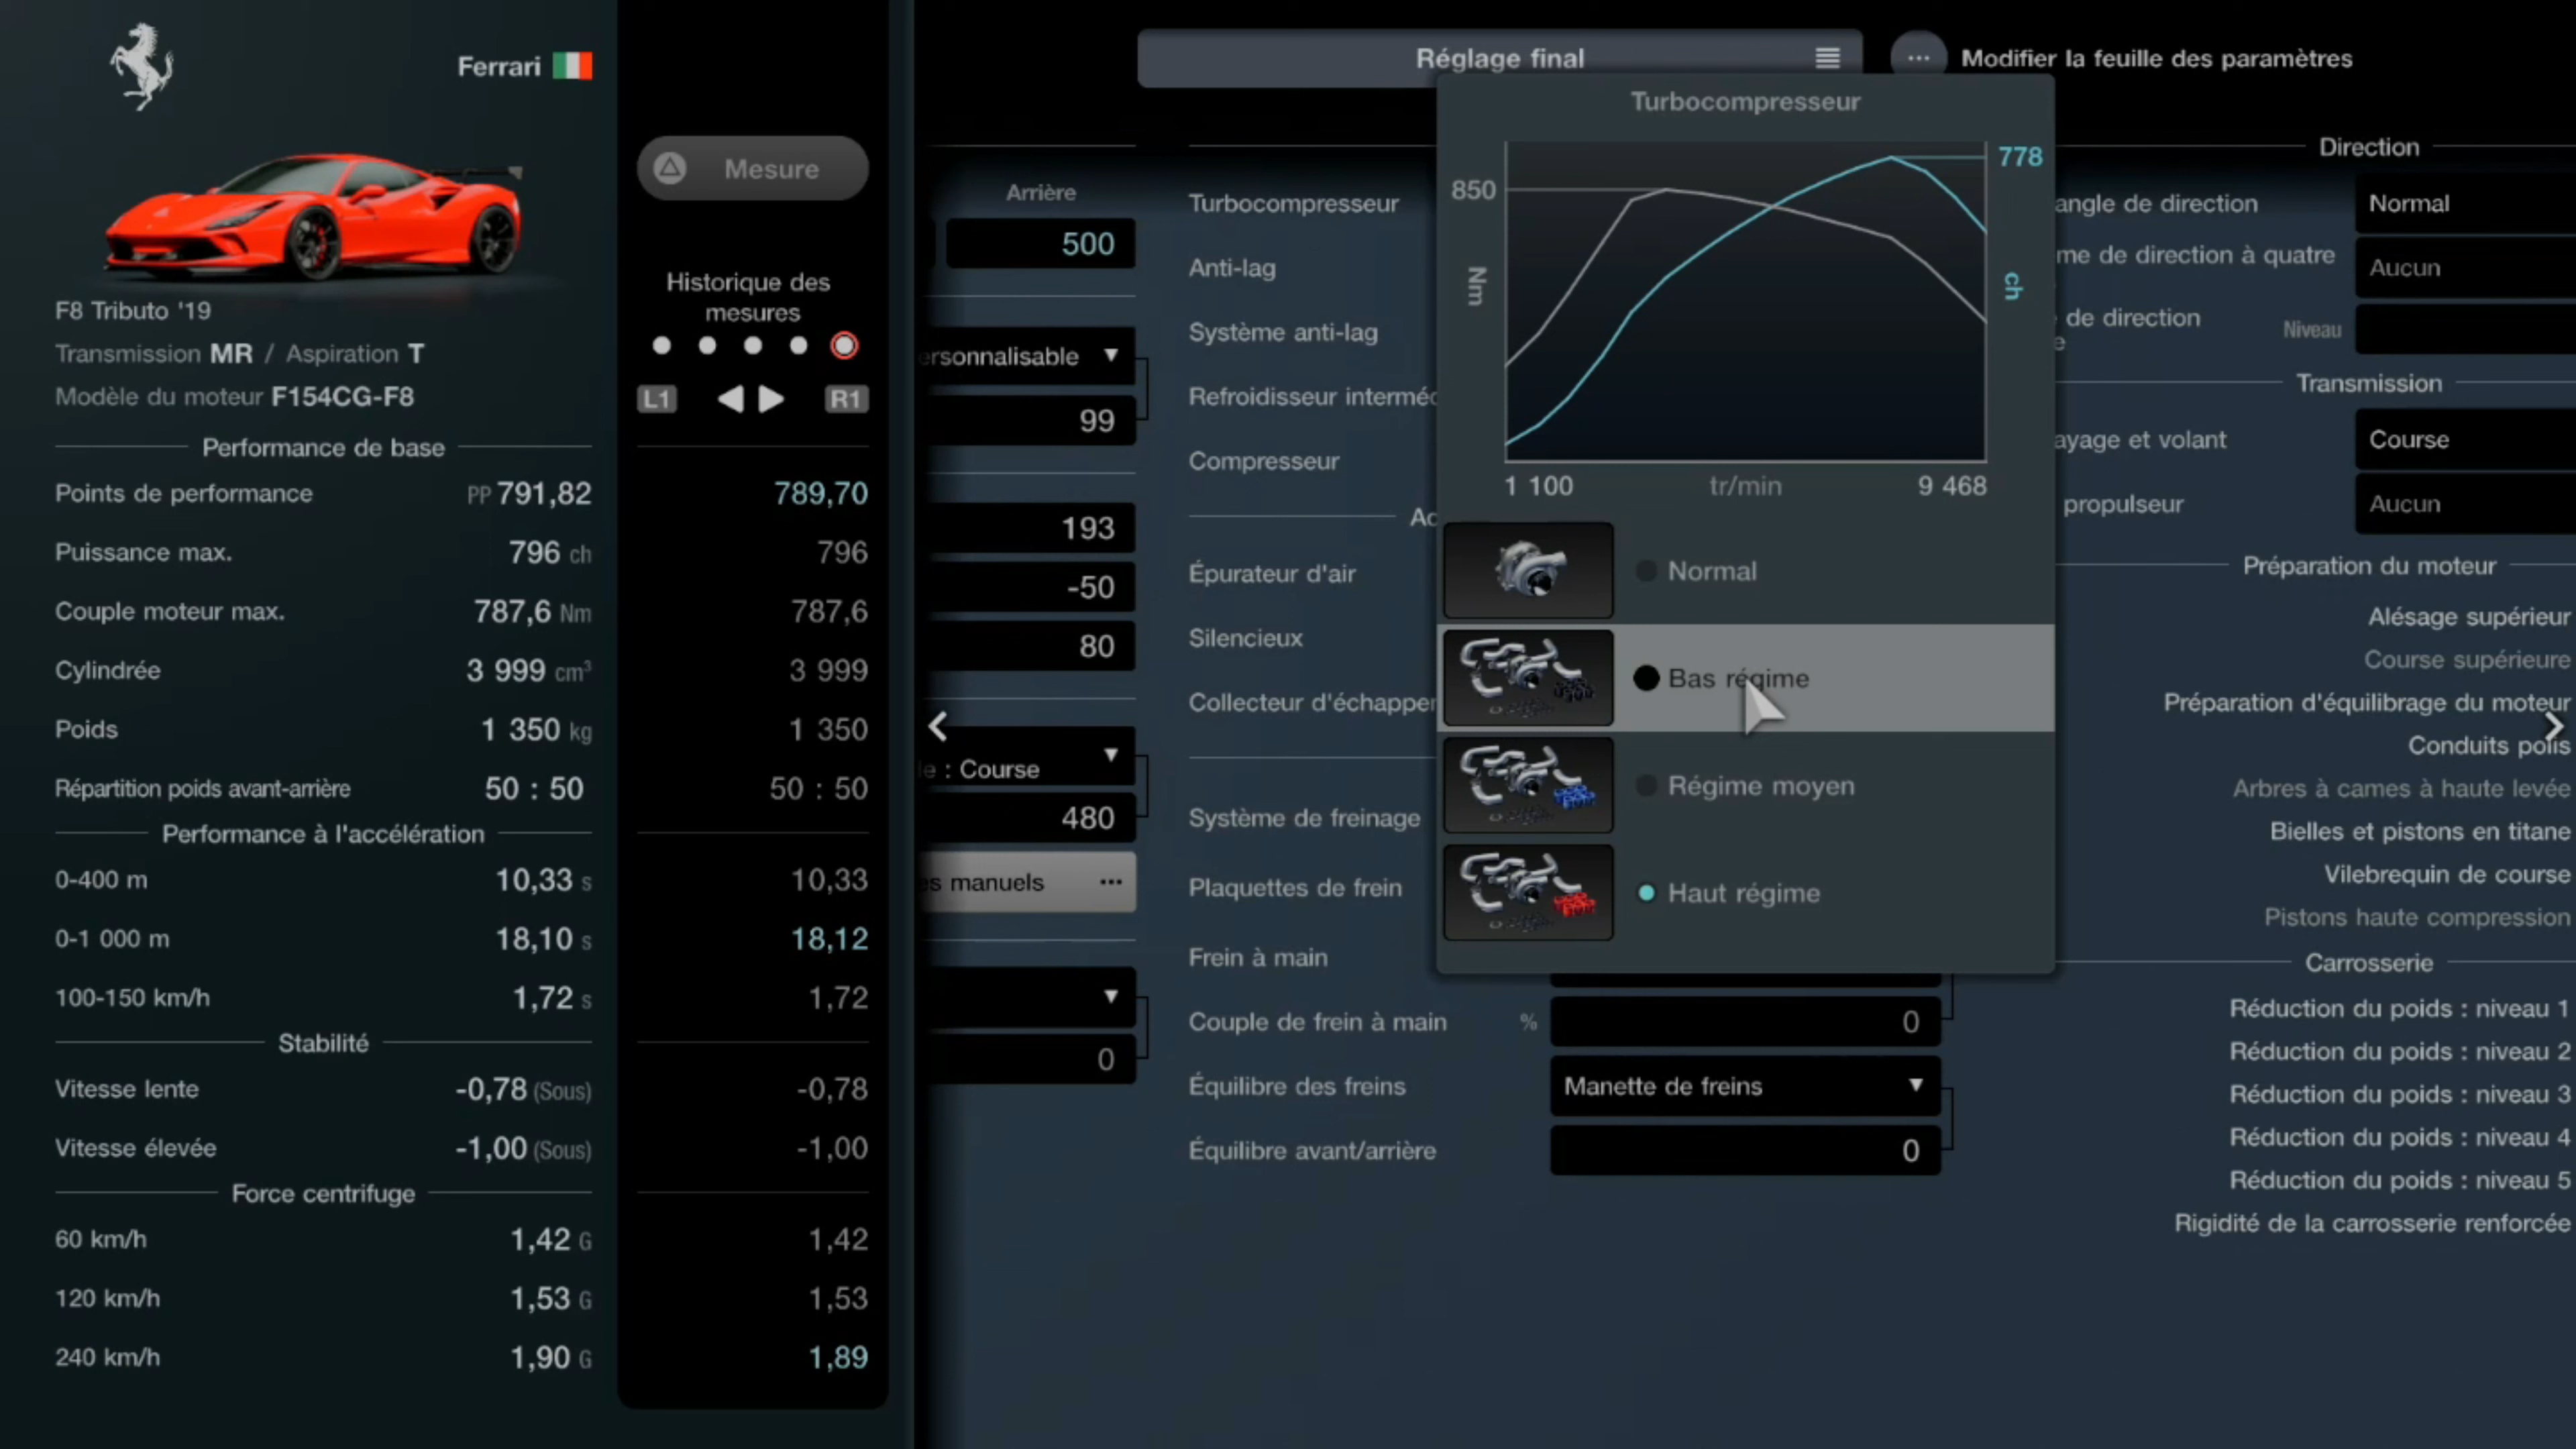 Ferrari
F8 Tributo '19
Transmission MR / Aspiration T
Modèle du moteur F154CG-F8
Performance de base
Points de performance PP 791,82
Puissance max. 796 ch
Couple moteur max. 787,6 Nm
Cylindrée 3 999 cm³
Poids 1 350 kg
Répartition poids avant-arrière 50 : 50
Performance à l'accélération
0-400 m 10,33 s
0-1 000 m 18,10 s
100-150 km/h 1,72 s
Stabilité
Vitesse lente -0,78 (Sous)
Vitesse élevée -1,00 (Sous)
Force centrifuge
60 km/h 1,42 G
120 km/h 1,53 G
240 km/h 1,90 G
Mesure
Historique des
mesures
L1 R1
789,70
796
787,6
3 999
1 350
50 : 50
10,33
18,12
1,72
-0,78
-1,00
1,42
1,53
1,89
Réglage final
Modifier la feuille des paramètres
Arrière
500
ersonnalisable
99
193
-50
80
le : Course
480
es manuels
0
Turbocompresseur
Anti-lag
Système anti-lag
Refroidisseur interméd
Compresseur
Ad
Épurateur d'air
Silencieux
Collecteur d'échapper
Système de freinage
Plaquettes de frein
Frein à main
Couple de frein à main % 0
Équilibre des freins Manette de freins
Équilibre avant/arrière 0
Turbocompresseur
850
778
Nm
ch
1 100 tr/min 9 468
Normal
Bas régime
Régime moyen
Haut régime
Direction
angle de direction Normal
me de direction à quatre Aucun
de direction
e
Niveau
Transmission
ayage et volant Course
propulseur Aucun
Préparation du moteur
Alésage supérieur
Course supérieure
Préparation d'équilibrage du moteur
Conduits polis
Arbres à cames à haute levée
Bielles et pistons en titane
Vilebrequin de course
Pistons haute compression
Carrosserie
Réduction du poids : niveau 1
Réduction du poids : niveau 2
Réduction du poids : niveau 3
Réduction du poids : niveau 4
Réduction du poids : niveau 5
Rigidité de la carrosserie renforcée